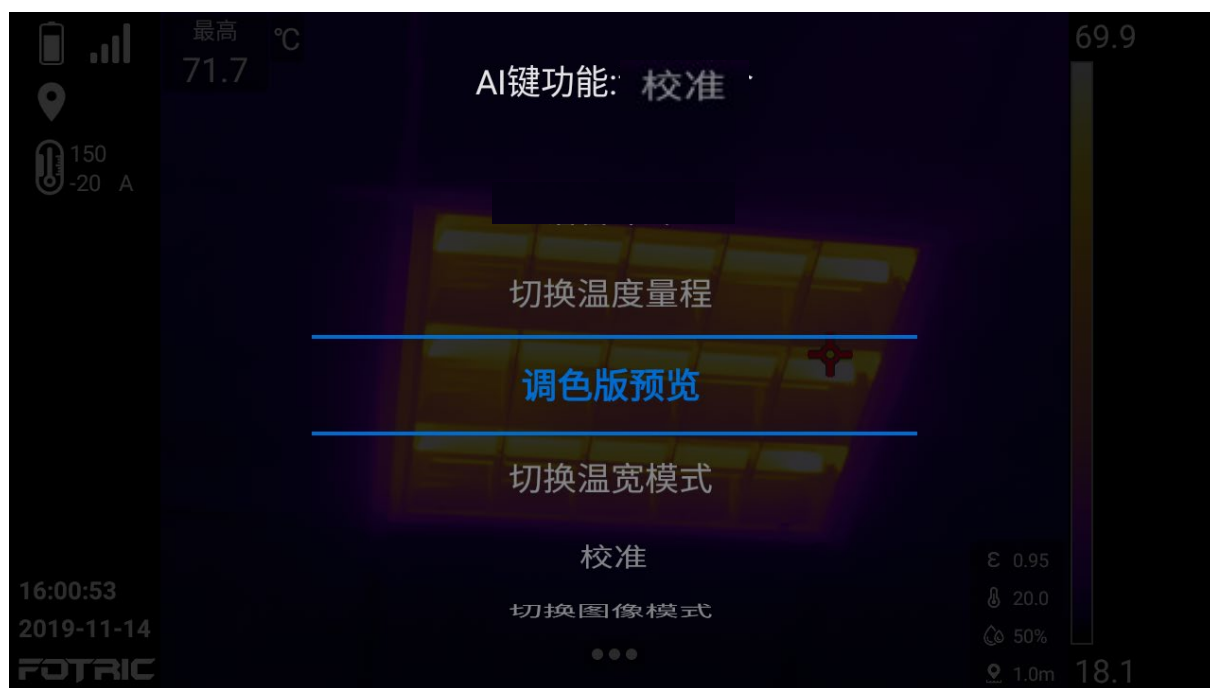 最高 ℃
71.7
69.9
AI键功能: 校准
150
-20 A
切换温度量程
调色版预览
切换温宽模式
校准
切换图像模式
16:00:53
2019-11-14
FOTRIC
ε 0.95
20.0
50%
1.0m
18.1